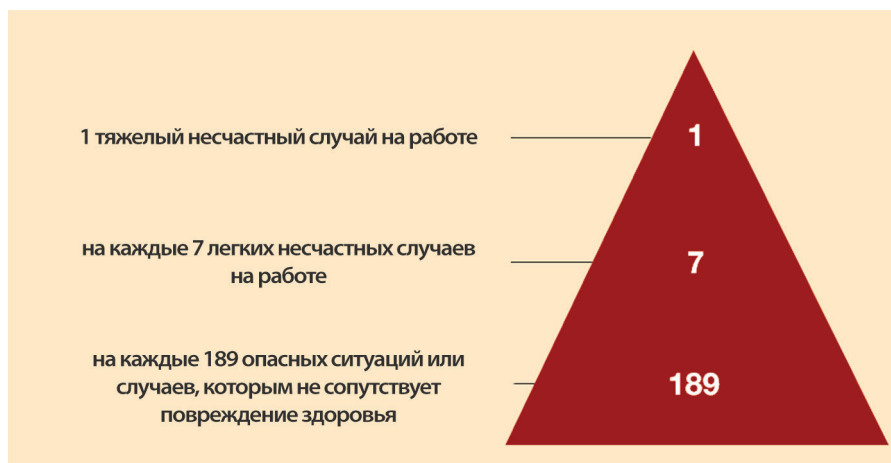 1 тяжелый несчастный случай на работе
1
на каждые 7 легких несчастных случаев
на работе
7
на каждые 189 опасных ситуаций или
случаев, которым не сопутствует
повреждение здоровья
189